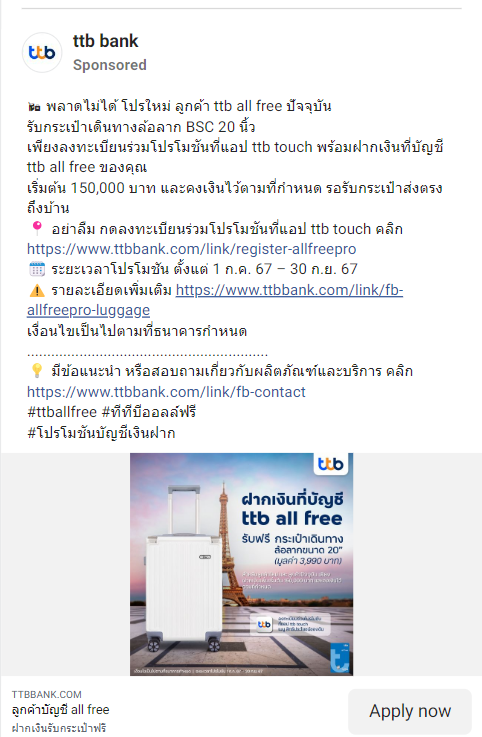 ttb bank
ttb
Sponsored
พลาดไม่ได้ โปรใหม่ ลูกค้า ttb all free ปัจจุบัน
รับกระเป๋าเดินทางล้อลาก BSC 20 นิ้ว
เพียงลงทะเบียนร่วมโปรโมชันที่แอป ttb touch พร้อมฝากเงินที่บัญชี
ttb all free ของคุณ
เริ่มต้น 150,000 บาท และคงเงินไว้ตามที่กำหนด รอรับกระเป๋าส่งตรง
ถึงบ้าน
อย่าลืม กดลงทะเบียนร่วมโปรโมชันที่แอป ttb touch คลิก
https://www.ttbbank.com/link/register-allfreepro
ระยะเวลาโปรโมชัน ตั้งแต่ 1 ก.ค. 67 – 30 ก.ย. 67
รายละเอียดเพิ่มเติม https://www.ttbbank.com/link/fb-
allfreepro-luggage
เงื่อนไขเป็นไปตามที่ธนาคารกำหนด
............................................................
มีข้อแนะนำ หรือสอบถามเกี่ยวกับผลิตภัณฑ์และบริการ คลิก
https://www.ttbbank.com/link/fb-contact
#ttballfree #ทีทีบีออลล์ฟรี
#โปรโมชันบัญชีเงินฝาก
ttb
ฝากเงินที่บัญชี
ttb all free
รับฟรี กระเป๋าเดินทาง
ล้อลากขนาด 20"
(มูลค่า 3,990 บาท)
ttb
TTBBANK.COM
ลูกค้าบัญชี all free
ฝากเงินรับกระเป๋าฟรี
Apply now